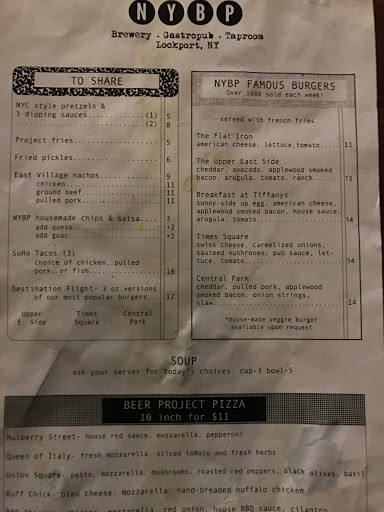 NYBP
Brewery . Gastropub . Taproom
Lockport, NY
TO SHARE
NYC style pretzels &
3 dipping sauces..............(1) 5
..............................(2) 8
Project fries..................... 5
Fried pickles..................... 6
East Village nachos............... 9
chicken...................... 11
ground beef.................. 11
pulled pork.................. 11
NYBP housemade chips & salsa.... 3
add queso.................... +2
add guac..................... +2
SoHo Tacos (3)
choice of chicken, pulled
pork, or fish................ 10
Destination Flight- 3 oz. versions
of our most popular burgers.... 12
Upper Times Central
E. Side Square Park
NYBP FAMOUS BURGERS
Over 1000 sold each week!
served with french fries.
The Flat Iron
american cheese, lettuce,tomato..... 11
The Upper East Side
cheddar, avocado, applewood smoked
bacon, arugula, tomato, ranch....... 13
Breakfast at Tiffanys
sunny-side up egg, american cheese,
applewood smoked bacon, house sauce,
arugula, tomato..................... 14
Times Square
swiss cheese, carmelized onions,
sauteed mushrooms, pub sauce, let-
tuce, tomato........................ 14
Central Park
cheddar, pulled pork, applewood
smoked bacon, onion strings,
slaw................................ 14
*house-made veggie burger
available upon request
SOUP
ask your server for today's choices. cup-3 bowl-5
BEER PROJECT PIZZA
10 inch for $11
Mulberry Street- house red sauce, mozzarella, pepperoni
Queen of Italy- fresh mozzarella, sliced tomato and fresh herbs
Union Square- pesto, mozzarella, mushrooms, roasted red peppers, black olives, basil
Buff Chick- bleu cheese, mozzarella, hand-breaded buffalo chicken
mozzarella, red onion, house BBQ sauce, cilantro